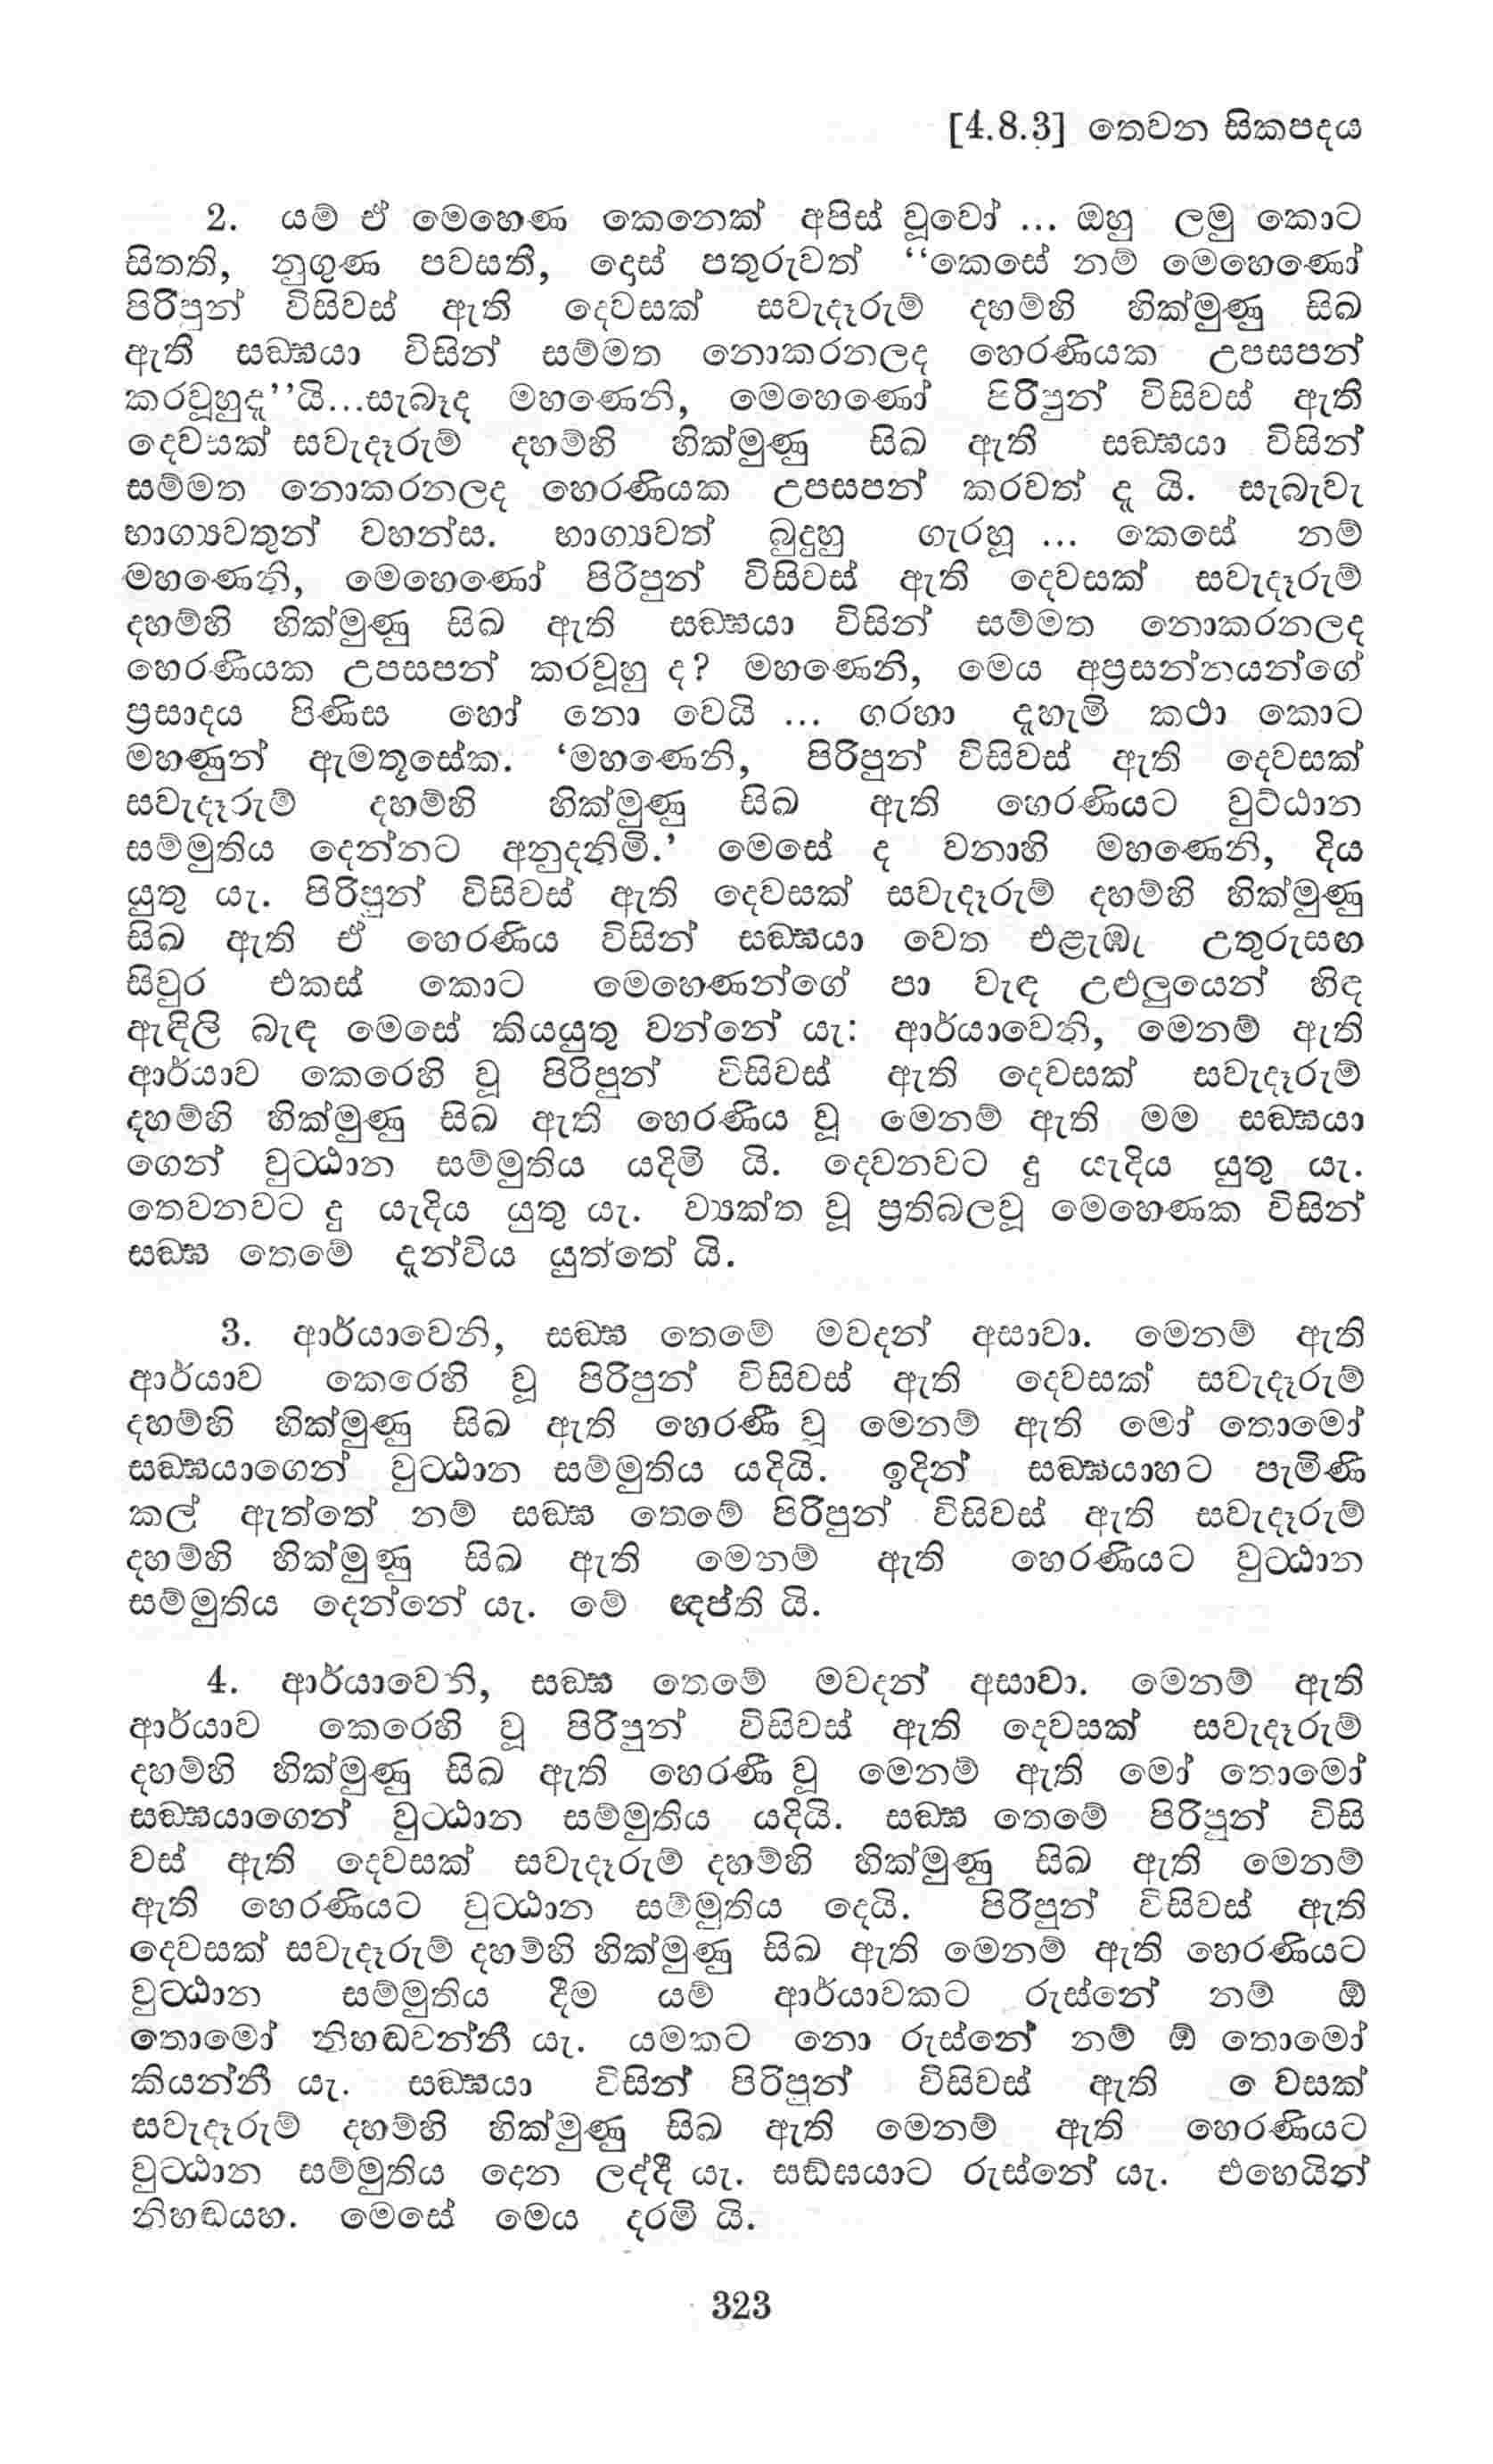 [4.8.3] තෙවන සිකපදය
2. යම් ඒ මෙහෙණ කෙනෙක් අපිස් වූවෝ ... ඔහු ලමු කොට
සිතති, නුගුණ පවසතී, දොස් පතුරුවත් “කෙසේ නම් මෙහෙණෝ
පිරිපුන් විසිවස් ඇති දෙවසක් සවැදෑරුම් දහම්හි හික්මුණු සිඛ
ඇති සඞ්ඝයා විසින් සම්මත නොකරනලද හෙරණියක උපසපන්
කරවූහුදැ”යි...සැබෑද මහණෙනි, මෙහෙණෝ පිරිපුන් විසිවස් ඇති
දෙවසක් සවැදෑරුම් දහම්හි හික්මුණු සිඛ ඇති සඞ්ඝයා විසින්
සම්මත නොකරනලද හෙරණියක උපසපන් කරවත් දැ යි. සැබැවැ
භාග්‍යවතුන් වහන්ස. භාග්‍යවත් බුදුහු ගැරහූ ... කෙසේ නම්
මහණෙනි, මෙහෙණෝ පිරිපුන් විසිවස් ඇති දෙවසක් සවැදෑරුම්
දහම්හි හික්මුණු සිඛ ඇති සඞ්ඝයා විසින් සම්මත නොකරනලද
හෙරණියක උපසපන් කරවූහු ද? මහණෙනි, මෙය අප්‍රසන්නයන්ගේ
ප්‍රසාදය පිණිස හෝ නො වෙයි ... ගරහා දැහැමි කථා කොට
මහණුන් ඇමතූසේක. ‘මහණෙනි, පිරිපුන් විසිවස් ඇති දෙවසක්
සවැදෑරුම් දහම්හි හික්මුණු සිඛ ඇති හෙරණියට වුට්ඨාන
සම්මුතිය දෙන්නට අනුදනිමි.’ මෙසේ ද වනාහි මහණෙනි, දිය
යුතු යැ. පිරිපුන් විසිවස් ඇති දෙවසක් සවැදෑරුම් දහම්හි හික්මුණු
සිඛ ඇති ඒ හෙරණිය විසින් සඞ්ඝයා වෙත එළැඹැ උතුරුසඟ
සිවුර එකස් කොට මෙහෙණන්ගේ පා වැඳ උළුලුයෙන් හිඳ
ඇඳිලි බැඳ මෙසේ කියයුතු වන්නේ යැ: ආර්යාවෙනි, මෙනම් ඇති
ආර්යාව කෙරෙහි වූ පිරිපුන් විසිවස් ඇති දෙවසක් සවැදෑරුම්
දහම්හි හික්මුණු සිඛ ඇති හෙරණිය වූ මෙනම් ඇති මම සඞ්ඝයා
ගෙන් වුට්ඨාන සම්මුතිය යදිමි යි. දෙවනවට දු යැදිය යුතු යැ.
තෙවනවට දු යැදිය යුතු යැ. ව්‍යක්ත වූ ප්‍රතිබලවූ මෙහෙණක විසින්
සඞ්ඝ තෙමේ දැන්විය යුත්තේ යි.
3. ආර්යාවෙනි, සඞ්ඝ තෙමේ මවදන් අසාවා. මෙනම් ඇති
ආර්යාව කෙරෙහි වූ පිරිපුන් විසිවස් ඇති දෙවසක් සවැදෑරුම්
දහම්හි හික්මුණු සිඛ ඇති හෙරණී වූ මෙනම් ඇති මෝ තොමෝ
සඞ්ඝයාගෙන් වුට්ඨාන සම්මුතිය යදියි. ඉදින් සඞ්ඝයාහට පැමිණි
කල් ඇත්තේ නම් සඞ්ඝ තෙමේ පිරිපුන් විසිවස් ඇති සවැදෑරුම්
දහම්හි හික්මුණු සිඛ ඇති මෙනම් ඇති හෙරණියට වුට්ඨාන
සම්මුතිය දෙන්නේ යැ. මේ ඥප්ති යි.
4. ආර්යාවෙනි, සඞ්ඝ තෙමේ මවදන් අසාවා. මෙනම් ඇති
ආර්යාව කෙරෙහි වූ පිරිපුන් විසිවස් ඇති දෙවසක් සවැදෑරුම්
දහම්හි හික්මුණු සිඛ ඇති හෙරණී වූ මෙනම් ඇති මෝ තොමෝ
සඞ්ඝයාගෙන් වුට්ඨාන සම්මුතිය යදියි. සඞ්ඝ තෙමේ පිරිපුන් විසි
වස් ඇති දෙවසක් සවැදෑරුම් දහම්හි හික්මුණු සිඛ ඇති මෙනම්
ඇති හෙරණියට වුට්ඨාන සම්මුතිය දෙයි. පිරිපුන් විසිවස් ඇති
දෙවසක් සවැදෑරුම් දහම්හි හික්මුණු සිඛ ඇති මෙනම් ඇති හෙරණියට
වුට්ඨාන සම්මුතිය දීම යම් ආර්යාවකට රුස්නේ නම් ඕ
තොමෝ නිහඬවන්නී යැ. යමකට නො රුස්නේ නම් ඕ තොමෝ
කියන්නී යැ. සඞ්ඝයා විසින් පිරිපුන් විසිවස් ඇති වසක්
සවැදෑරුම් දහම්හි හික්මුණු සිඛ ඇති මෙනම් ඇති හෙරණියට
වුට්ඨාන සම්මුතිය දෙන ලද්දී යැ. සඞ්ඝයාට රුස්නේ යැ. එහෙයින්
නිහඬයහ. මෙසේ මෙය දරමි යි.
323